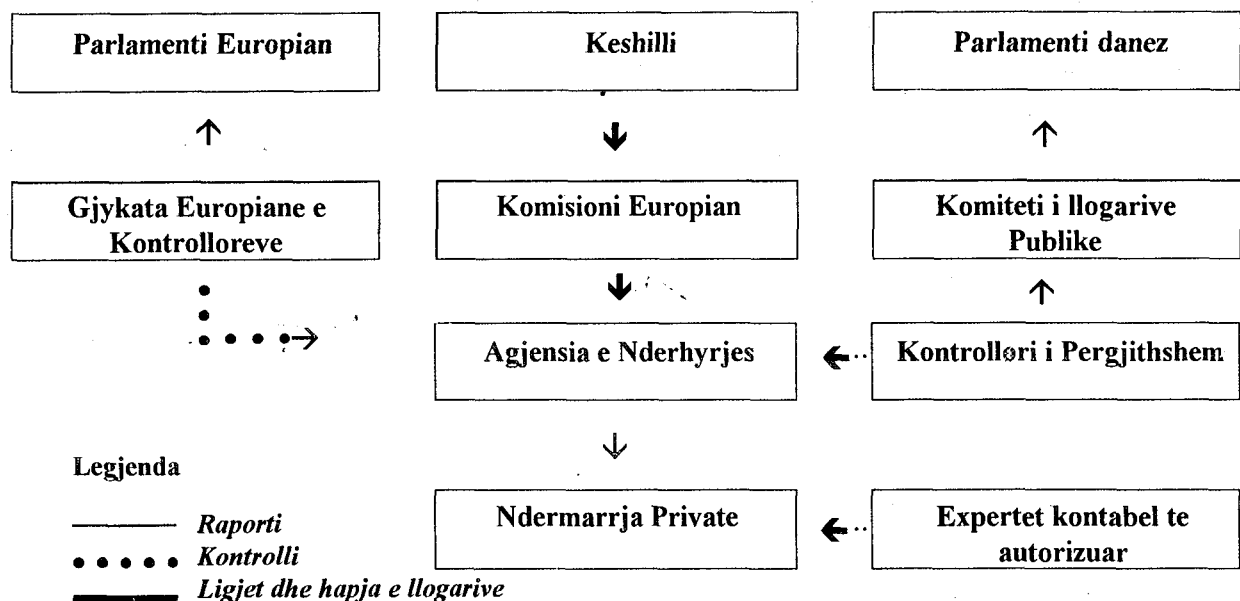 Parlamenti Europian
Keshilli
Parlamenti danez
Gjykata Europiane e
Kontrolloreve
Komisioni Europian
Komiteti i llogarive
Publike
Agjensia e Nderhyrjes
Kontrollori i Pergjithshem
Legjenda
Raporti
Kontrolli
Ligjet dhe hapja e llogarive
Ndermarrja Private
Expertet kontabel te
autorizuar